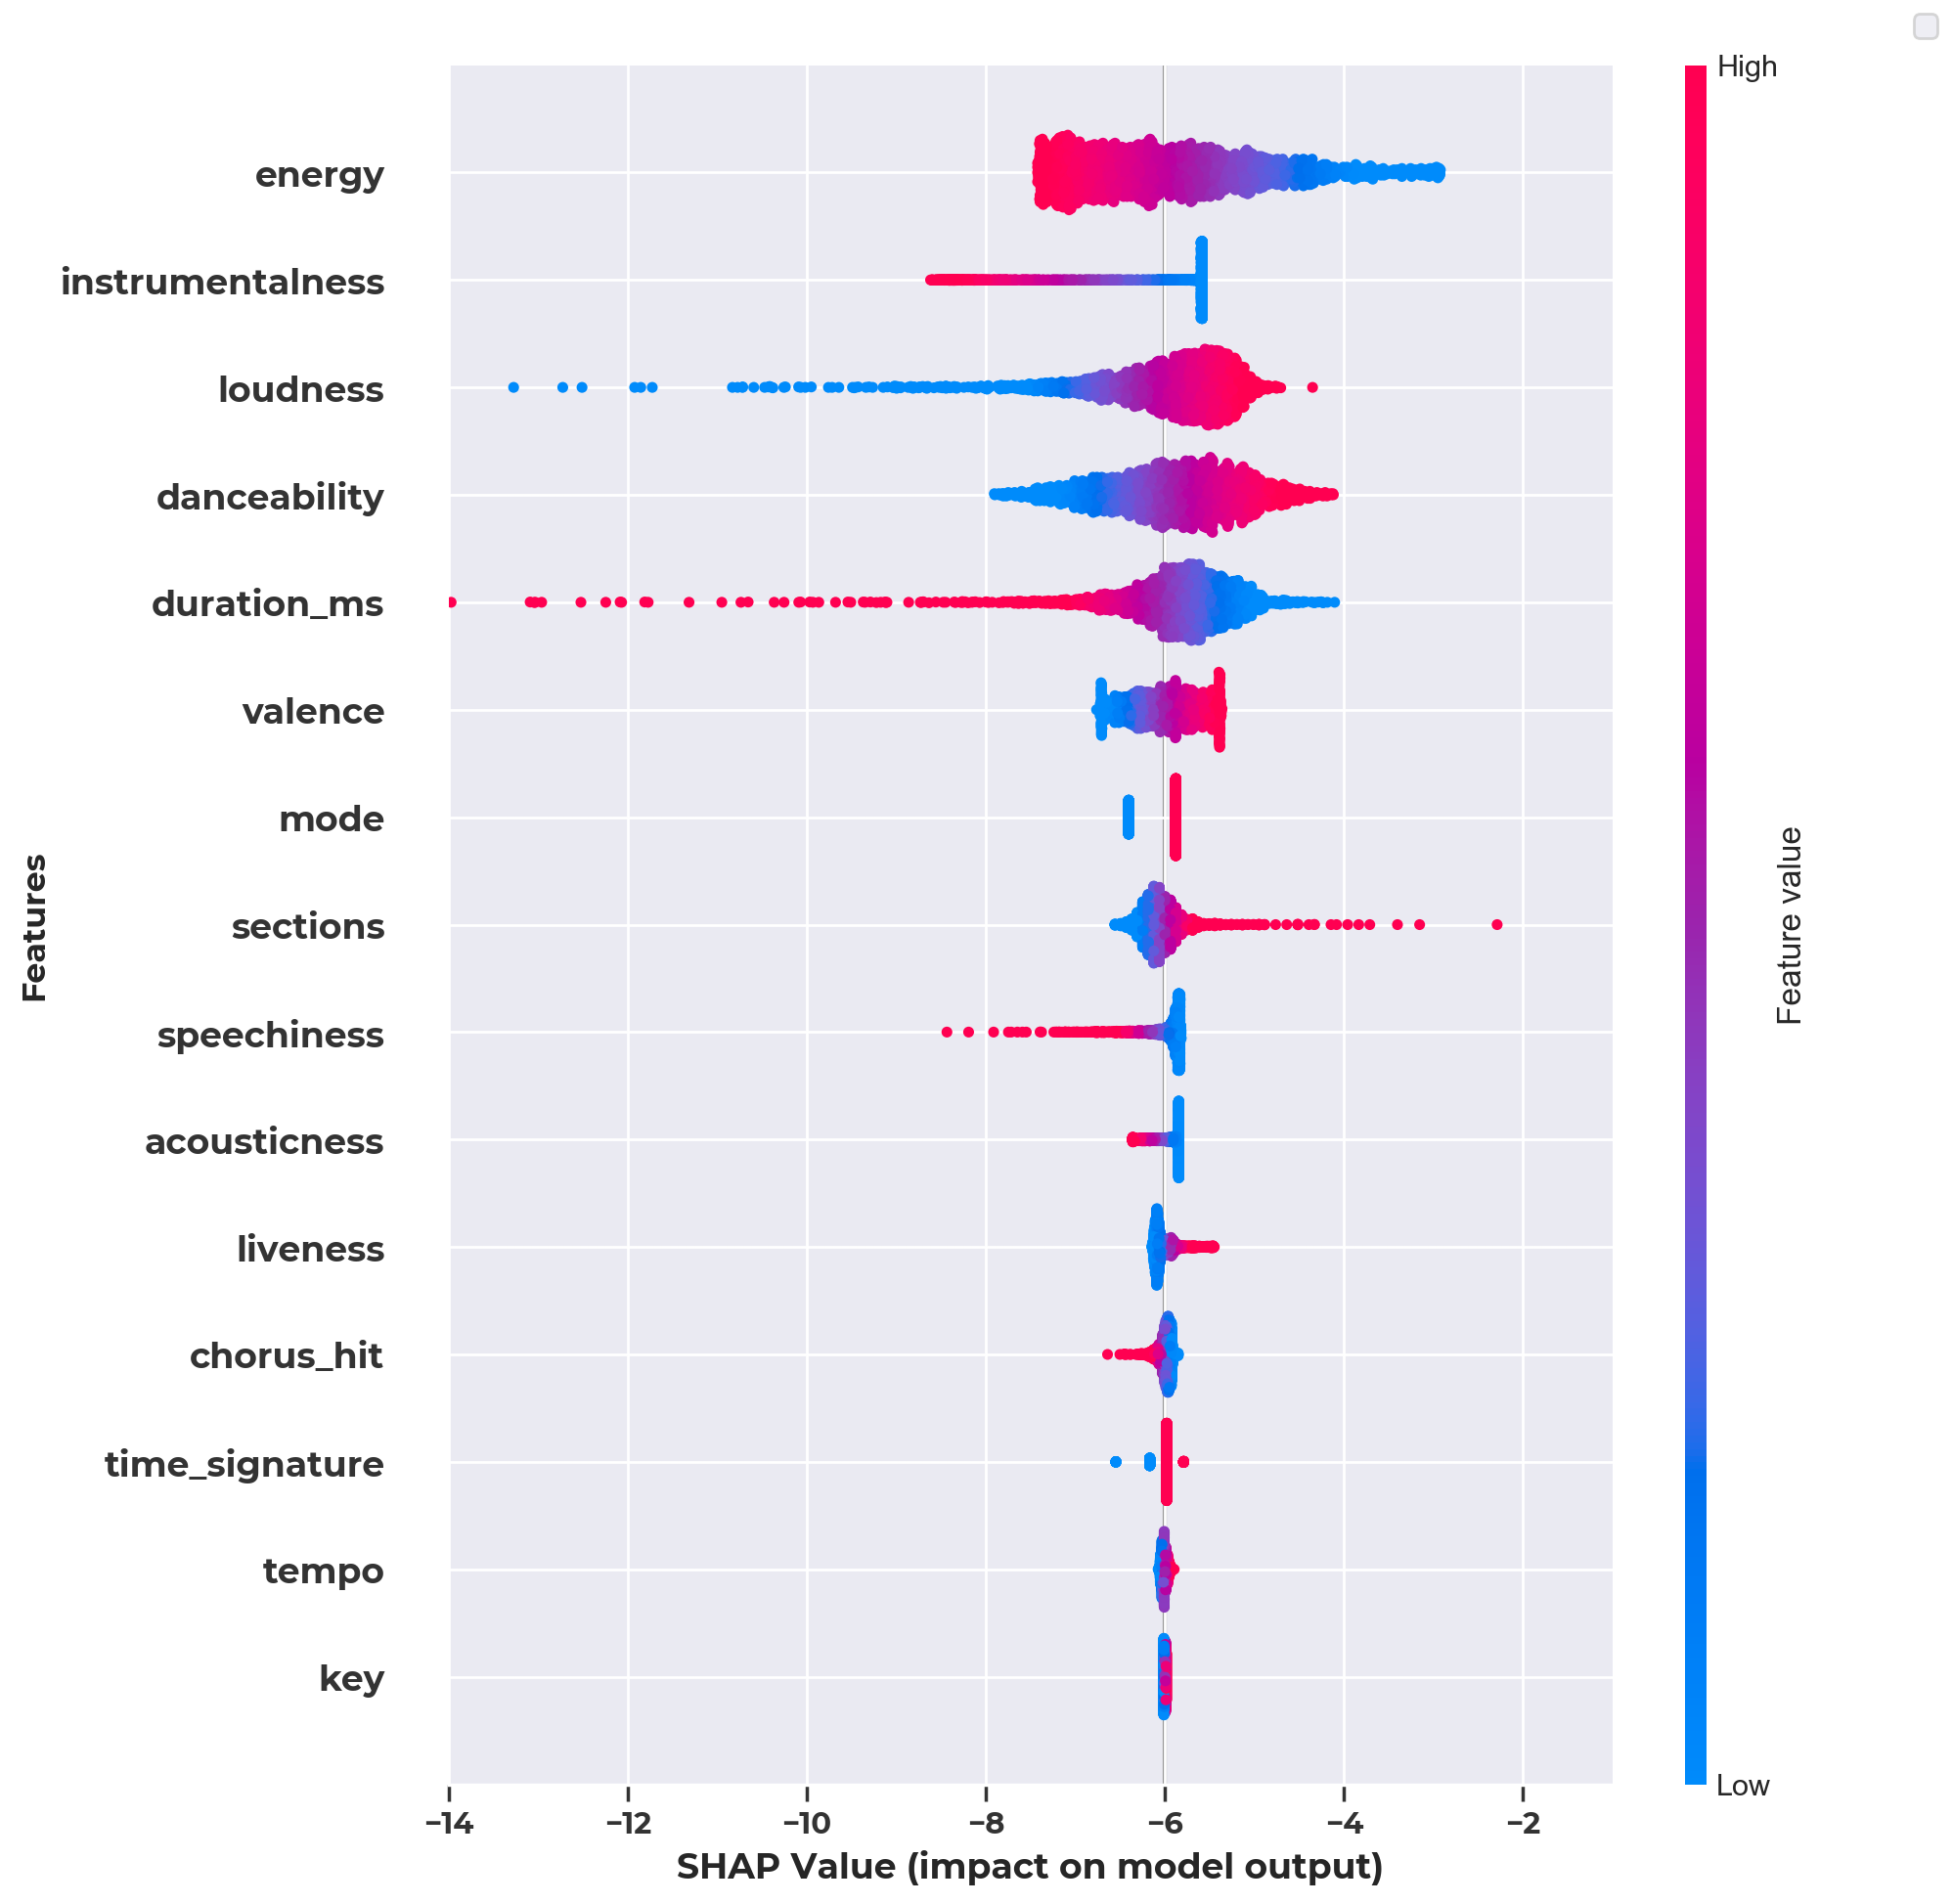 High
energy
instrumentalness
loudness
danceability
duration_ms
valence
mode
sections
speechiness
acousticness
liveness
chorus_hit
time_signature
tempo
key
Features
Feature value
Low
−14 −12 −10 −8 −6 −4 −2
SHAP Value (impact on model output)